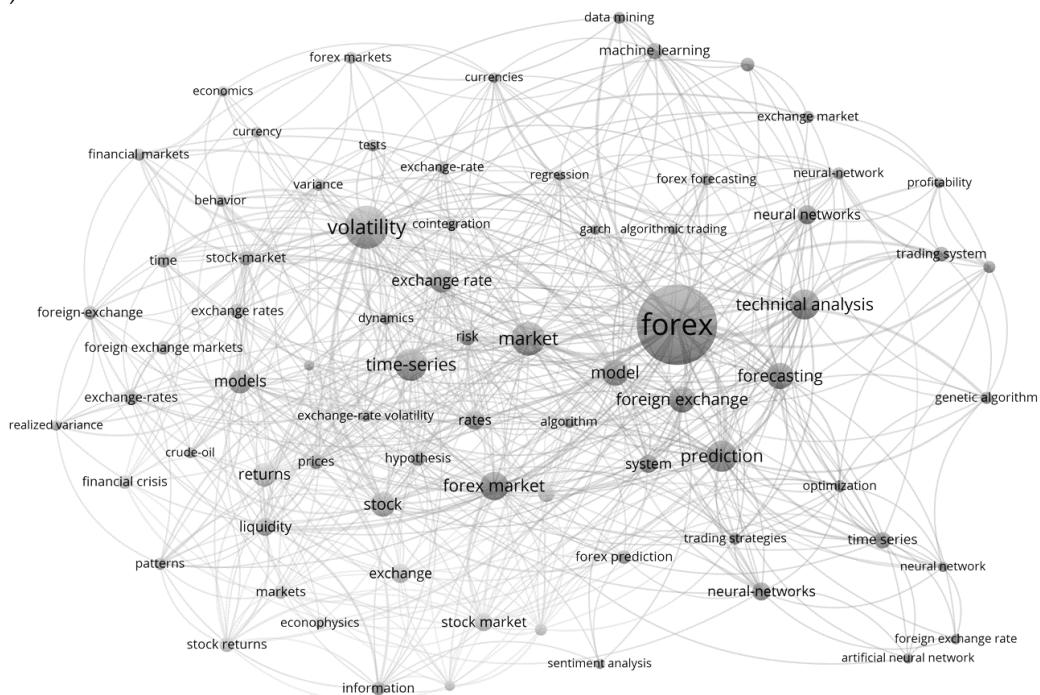 )
data mining
machine learning
forex markets
currencies
economics
exchange market
currency
tests
financial markets
exchange-rate
regression
forex forecasting
neural-network
variance
profitability
behavior
neural networks
volatility
cointegration
garch
algorithmic trading
trading system
time
stock-market
exchange rate
technical analysis
foreign-exchange
exchange rates
dynamics
forex
risk
market
foreign exchange markets
time-series
model
forecasting
models
exchange-rates
foreign exchange
genetic algorithm
exchange-rate volatility
rates
algorithm
realized variance
crude-oil
prices
hypothesis
system
prediction
returns
financial crisis
forex market
optimization
stock
liquidity
trading strategies
time series
forex prediction
patterns
neural network
exchange
markets
neural-networks
econophysics
stock market
stock returns
foreign exchange rate
sentiment analysis
artificial neural network
information